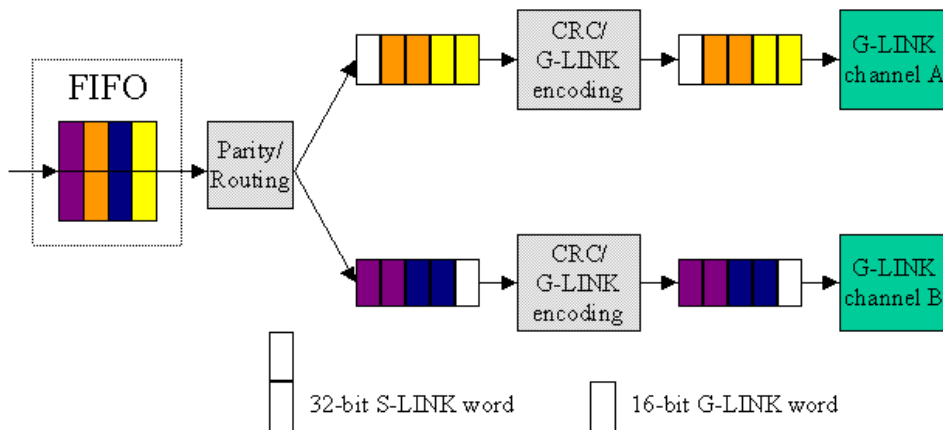 FIFO
Parity/
Routing
CRC/
G-LINK
encoding
G-LINK
channel A
CRC/
G-LINK
encoding
G-LINK
channel B
32-bit S-LINK word
16-bit G-LINK word